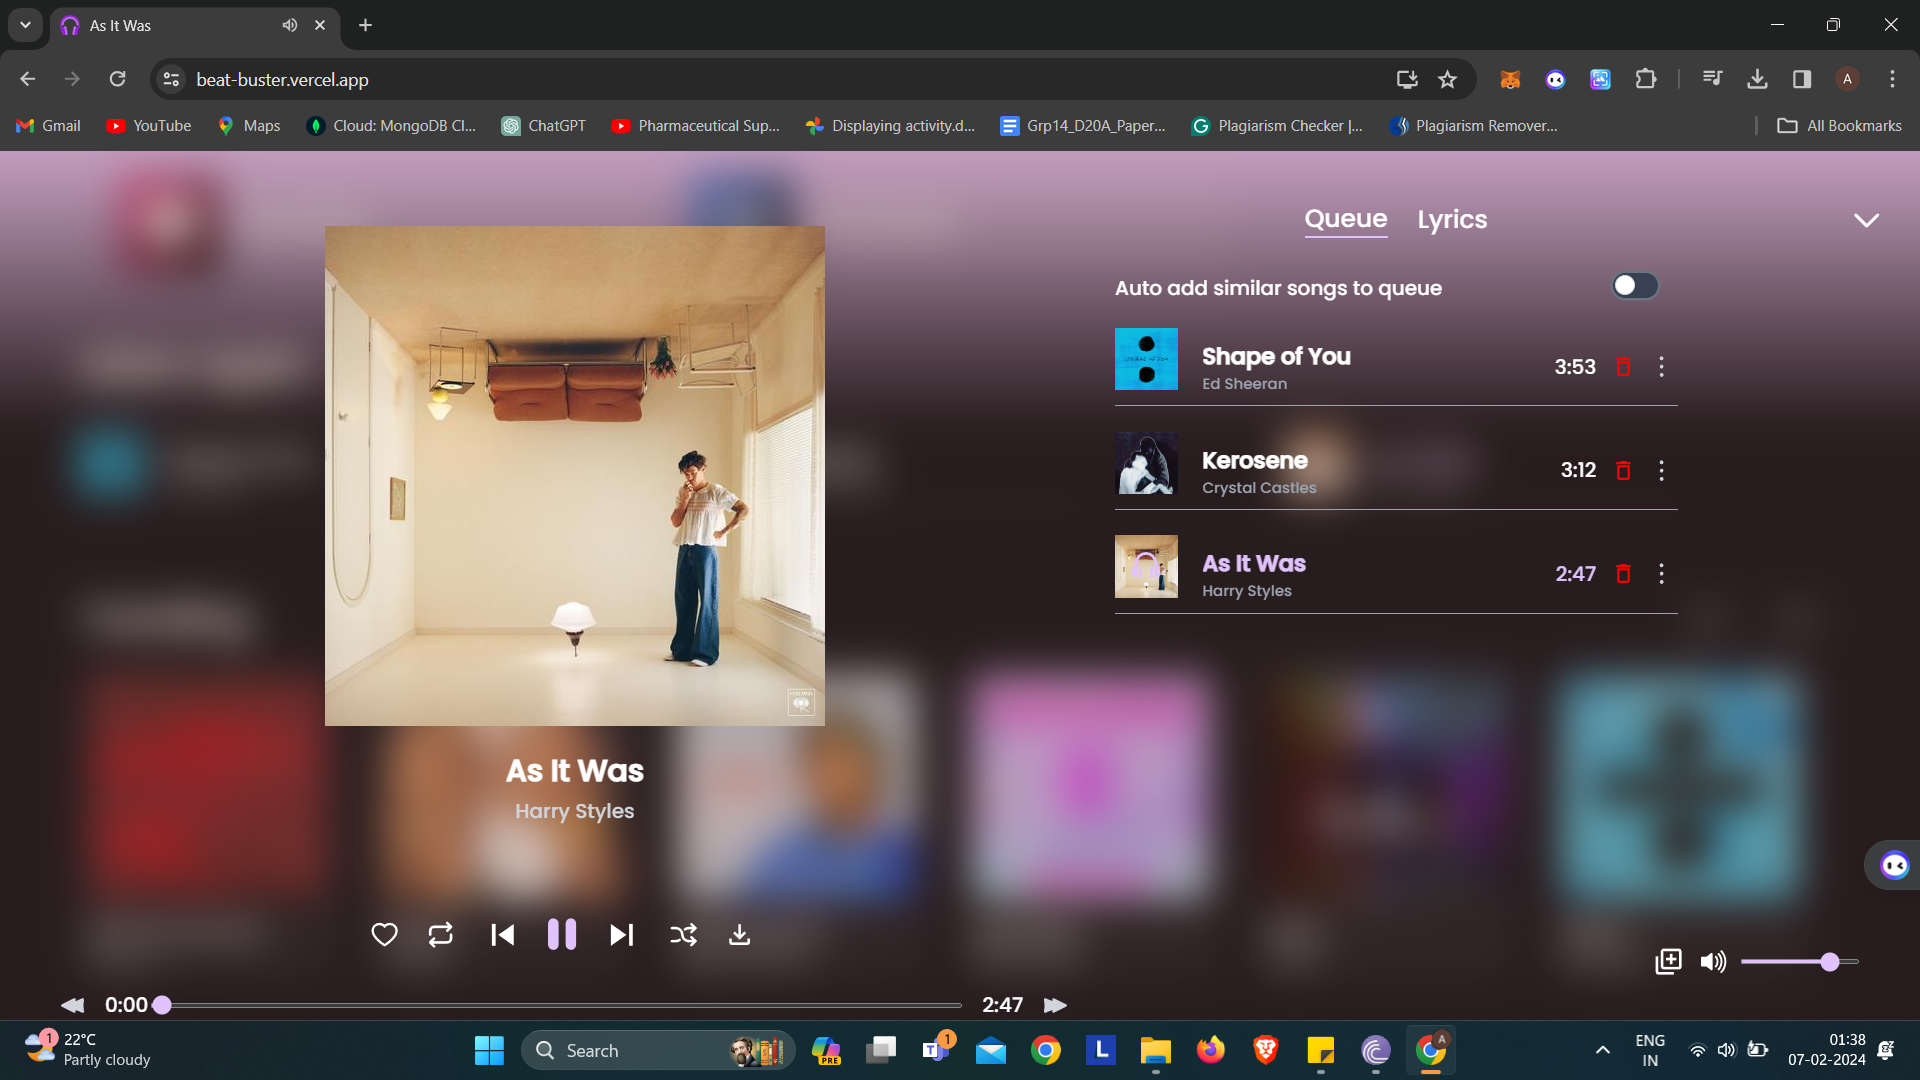 As It Was
beat-buster.vercel.app
A
Gmail
YouTube
Maps
Cloud: MongoDB Cl...
ChatGPT
Pharmaceutical Sup...
Displaying activity.d...
Grp14_D20A_Paper...
Plagiarism Checker |...
Plagiarism Remover...
All Bookmarks
Queue
Lyrics
Auto add similar songs to queue
Shape of You
Ed Sheeran
3:53
Kerosene
Crystal Castles
3:12
As It Was
Harry Styles
2:47
As It Was
Harry Styles
0:00
2:47
1
22°C
Partly cloudy
Search
PRE
T
1
L
A
ENG
IN
01:38
07-02-2024